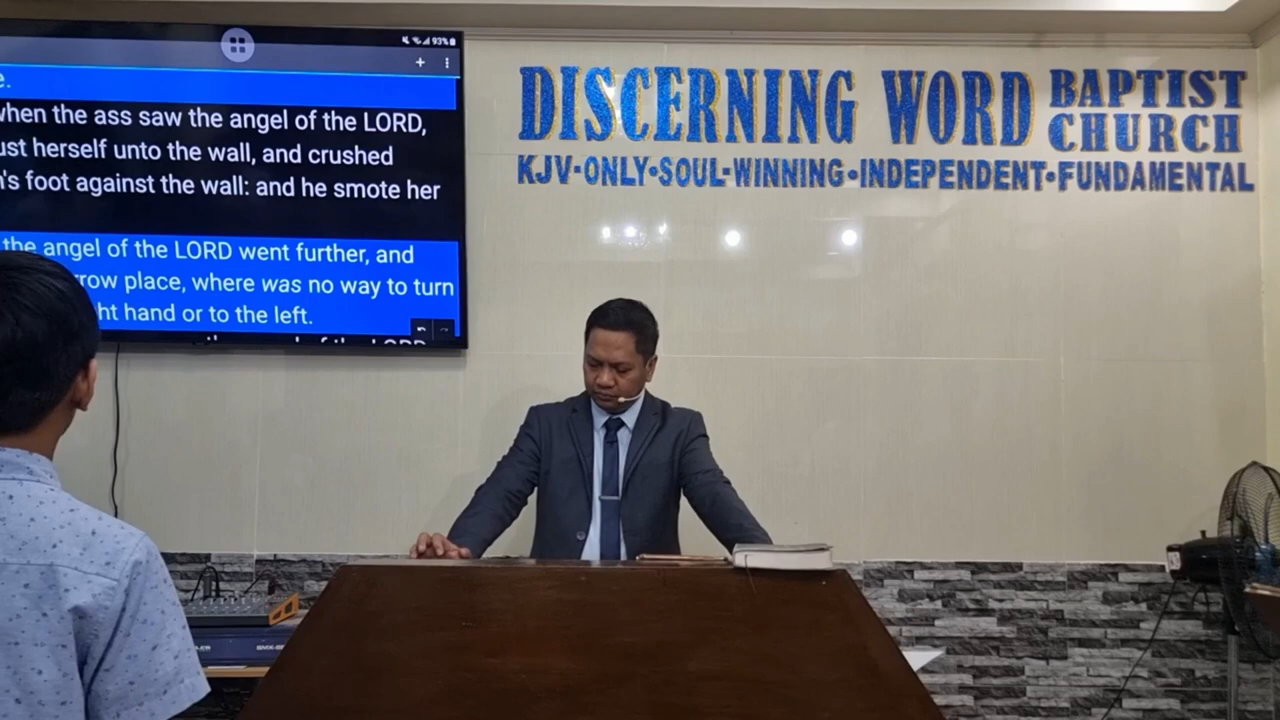 93%
e.
when the ass saw the angel of the LORD,
ust herself unto the wall, and crushed
's foot against the wall: and he smote her
the angel of the LORD went further, and
row place, where was no way to turn
ht hand or to the left.
DISCERNING WORD BAPTIST CHURCH
KJV-ONLY•SOUL-WINNING•INDEPENDENT•FUNDAMENTAL